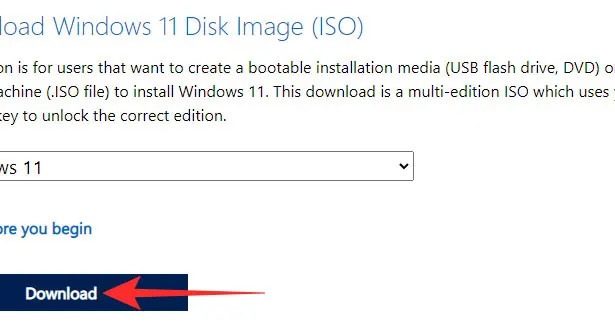 load Windows 11 Disk Image (ISO)
on is for users that want to create a bootable installation media (USB flash drive, DVD) o
achine (.ISO file) to install Windows 11. This download is a multi-edition ISO which uses
key to unlock the correct edition.
ws 11
ore you begin
Download